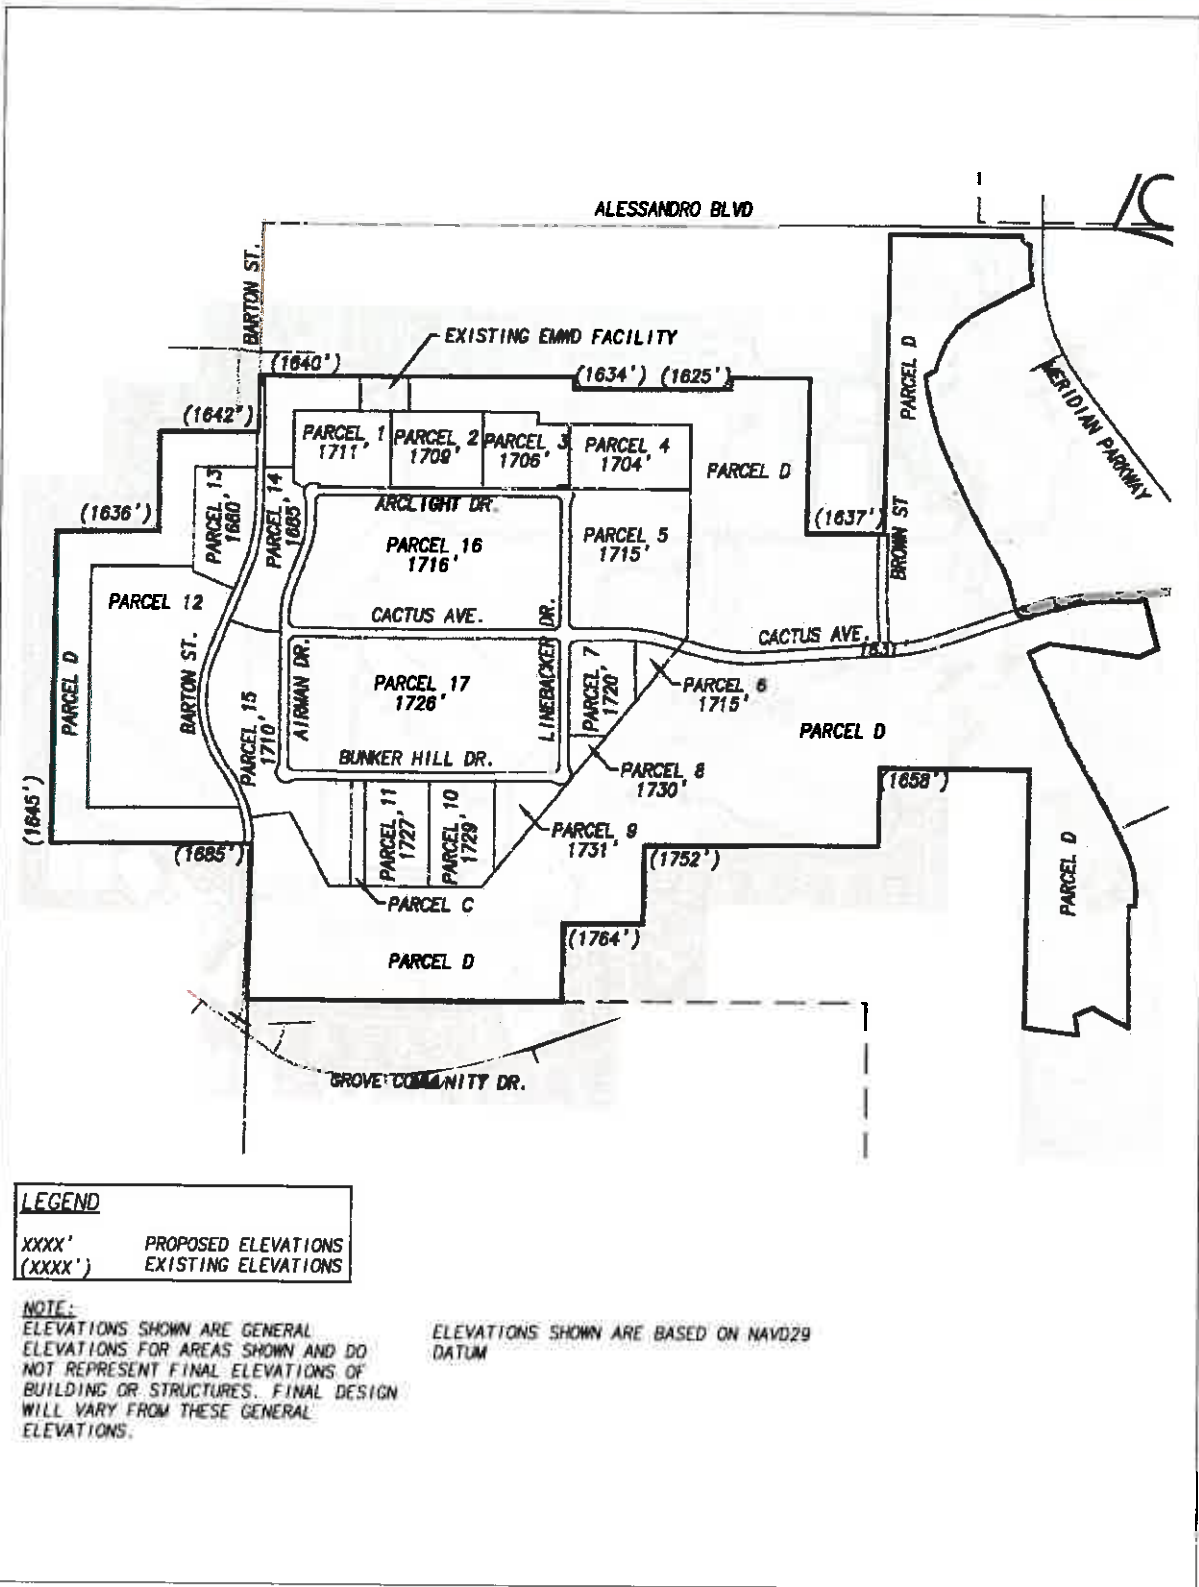 ALESSANDRO BLVD
BARTON ST.
EXISTING EMWD FACILITY
(1640')
(1634') (1625')
(1642')
PARCEL 1
1711'
PARCEL 2
1709'
PARCEL 3
1706'
PARCEL 4
1704'
PARCEL D
PARCEL D
MERIDIAN PARKWAY
PARCEL 13
1680'
PARCEL 14
1685'
(1636')
ARCLIGHT DR.
(1637')
BROWN ST
PARCEL 16
1716'
PARCEL 5
1715'
PARCEL 12
CACTUS AVE.
LINEBACKER DR.
CACTUS AVE.
1631'
PARCEL D
BARTON ST.
AIRMAN DR.
PARCEL 17
1726'
PARCEL 7
1720'
PARCEL 6
1715'
PARCEL 15
1710'
PARCEL D
BUNKER HILL DR.
PARCEL 8
1730'
(1658')
(1645')
PARCEL 11
1727'
PARCEL 10
1729'
PARCEL 9
1731'
(1685')
(1752')
PARCEL D
PARCEL C
(1764')
PARCEL D
GROVE COMMUNITY DR.
LEGEND
XXXX' PROPOSED ELEVATIONS
(XXXX') EXISTING ELEVATIONS
NOTE:
ELEVATIONS SHOWN ARE GENERAL
ELEVATIONS FOR AREAS SHOWN AND DO
NOT REPRESENT FINAL ELEVATIONS OF
BUILDING OR STRUCTURES. FINAL DESIGN
WILL VARY FROM THESE GENERAL
ELEVATIONS.
ELEVATIONS SHOWN ARE BASED ON NAVD29
DATUM